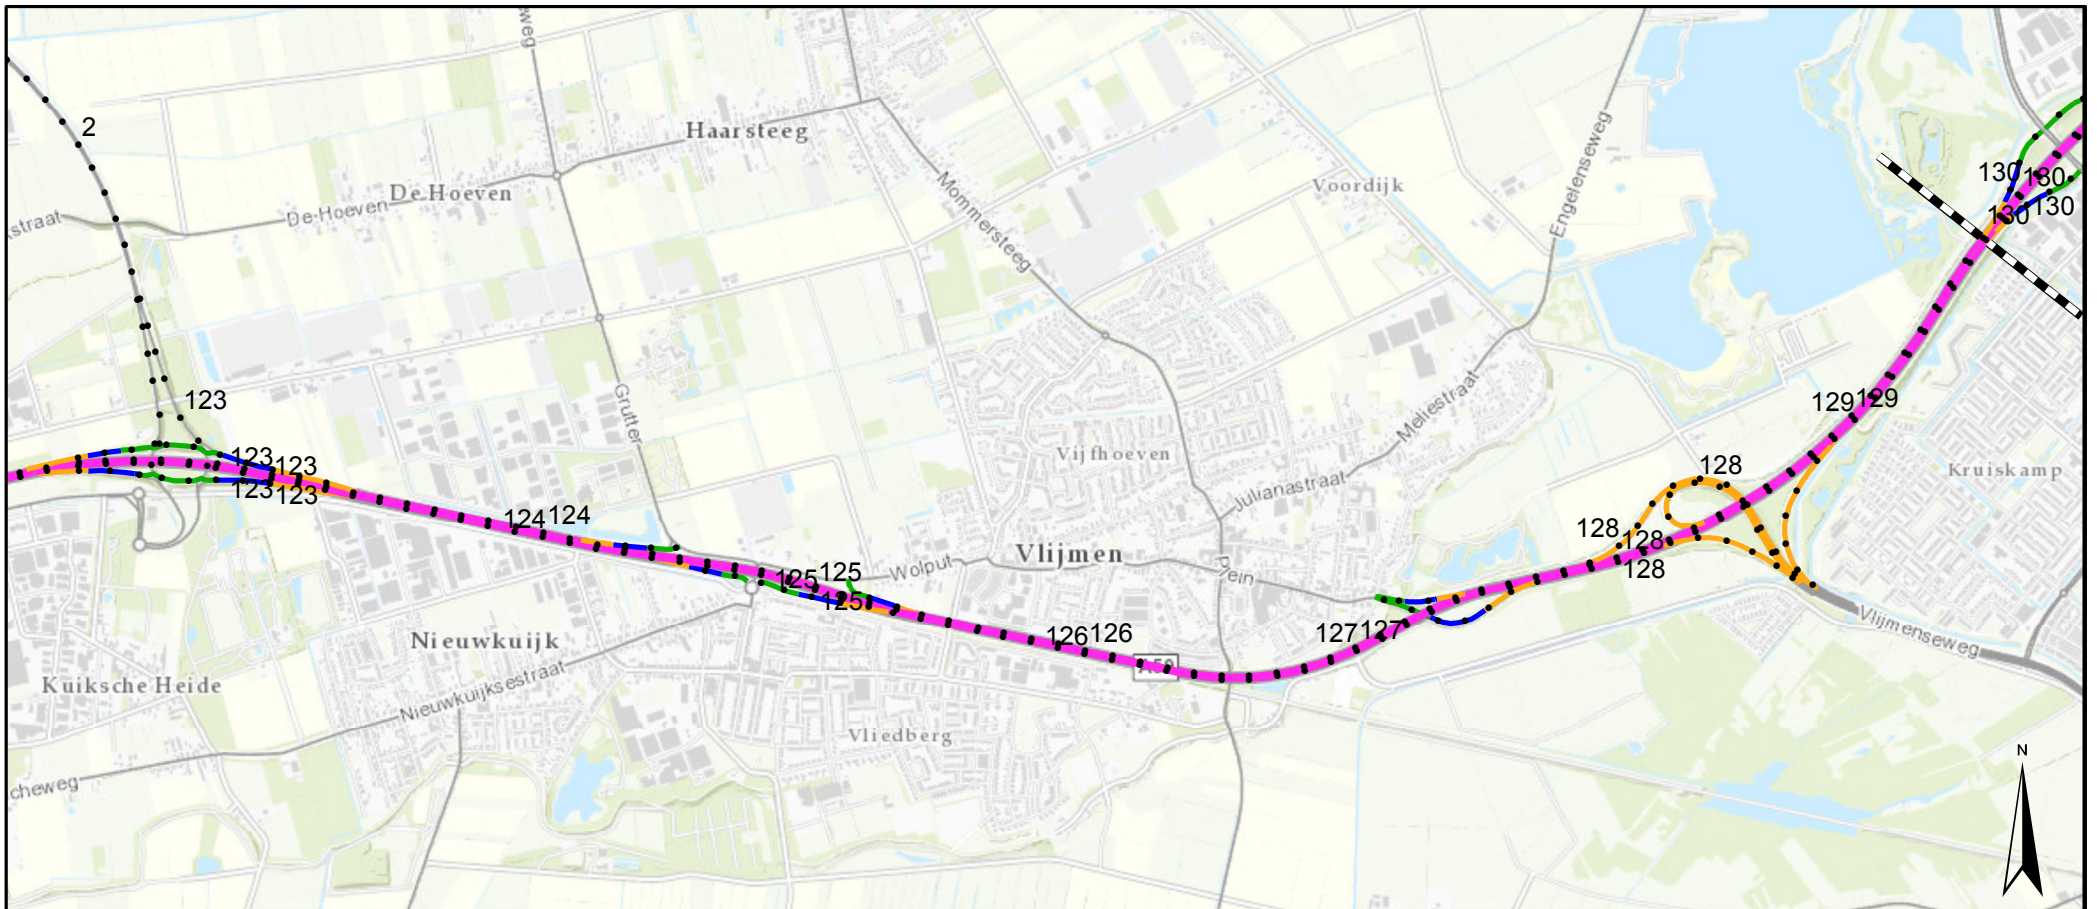 weg
2
Haarsteeg
De Hoeven
De-Hoeven
straat
Mommersteeg
Voordijk
Engelenseweg
130
130
130
130
123
Grutter
Meliestraat
129
129
Vijfhoeven
Julianastraat
Kruiskamp
123
123
123
123
124
124
128
128
128
128
Vlijmen
Wolput
Plein
125
125
125
Vlijmenseweg
126
126
127
127
Nieuwkuijk
A59
Kuiksche Heide
Nieuwkuijksestraat
Vliedberg
cheweg
N